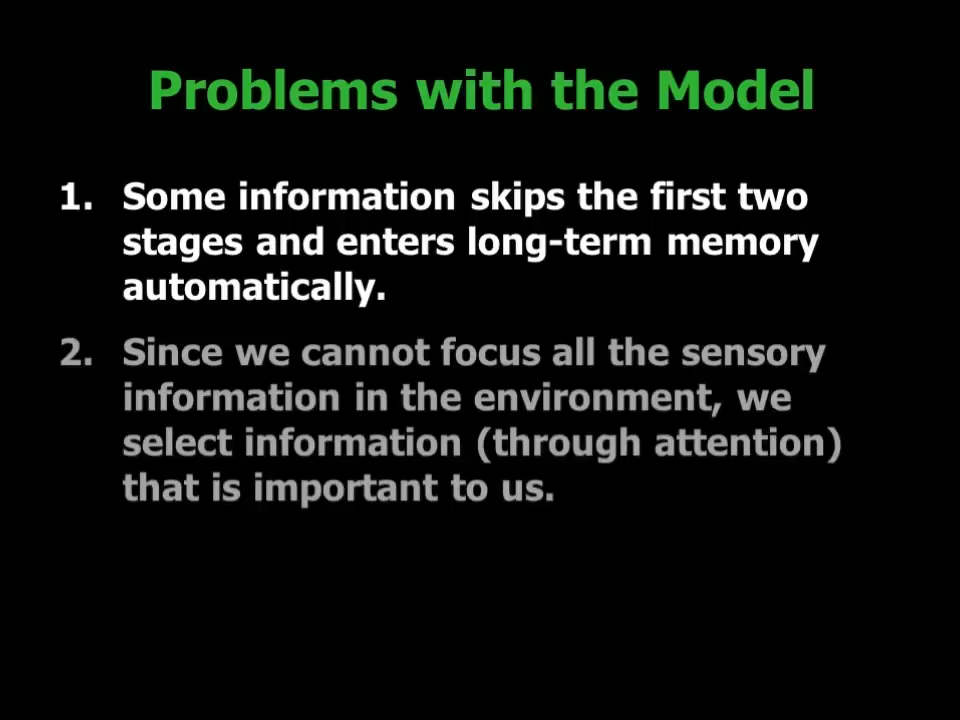 Problems with the Model
1. Some information skips the first two
stages and enters long-term memory
automatically.
2. Since we cannot focus all the sensory
information in the environment, we
select information (through attention)
that is important to us.